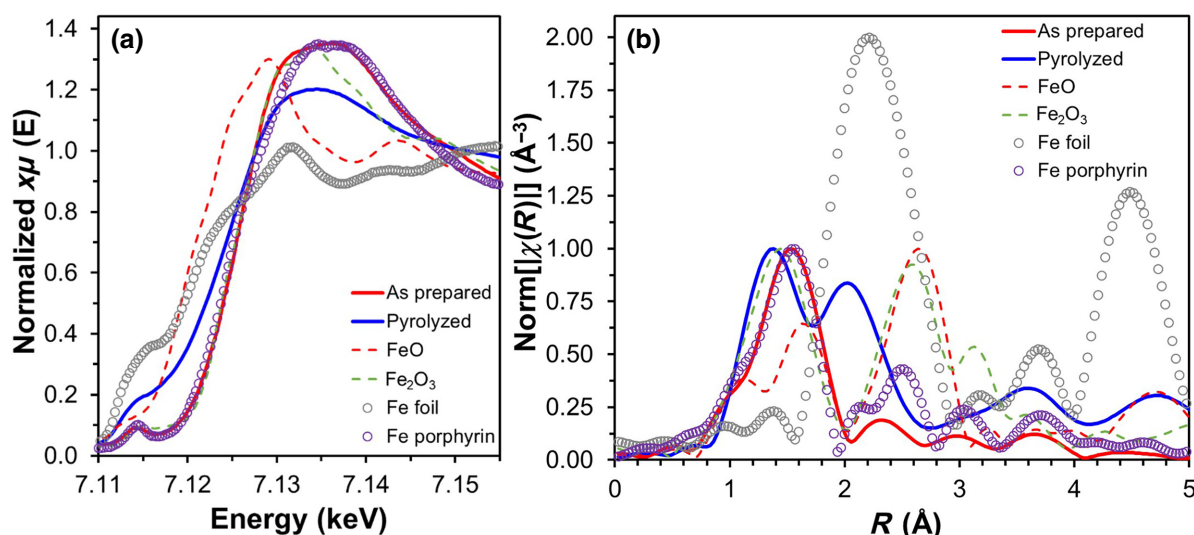 (a)
Normalized xμ (E)
1.4
1.2
1.0
0.8
0.6
0.4
0.2
0.0
7.11
7.12
7.13
7.14
7.15
Energy (keV)
As prepared
Pyrolyzed
FeO
Fe₂O₃
Fe foil
Fe porphyrin
(b)
Norm[|χ(R)|] (Å⁻³)
2.00
1.75
1.50
1.25
1.00
0.75
0.50
0.25
0.00
0
1
2
3
4
5
R (Å)
As prepared
Pyrolyzed
FeO
Fe₂O₃
Fe foil
Fe porphyrin